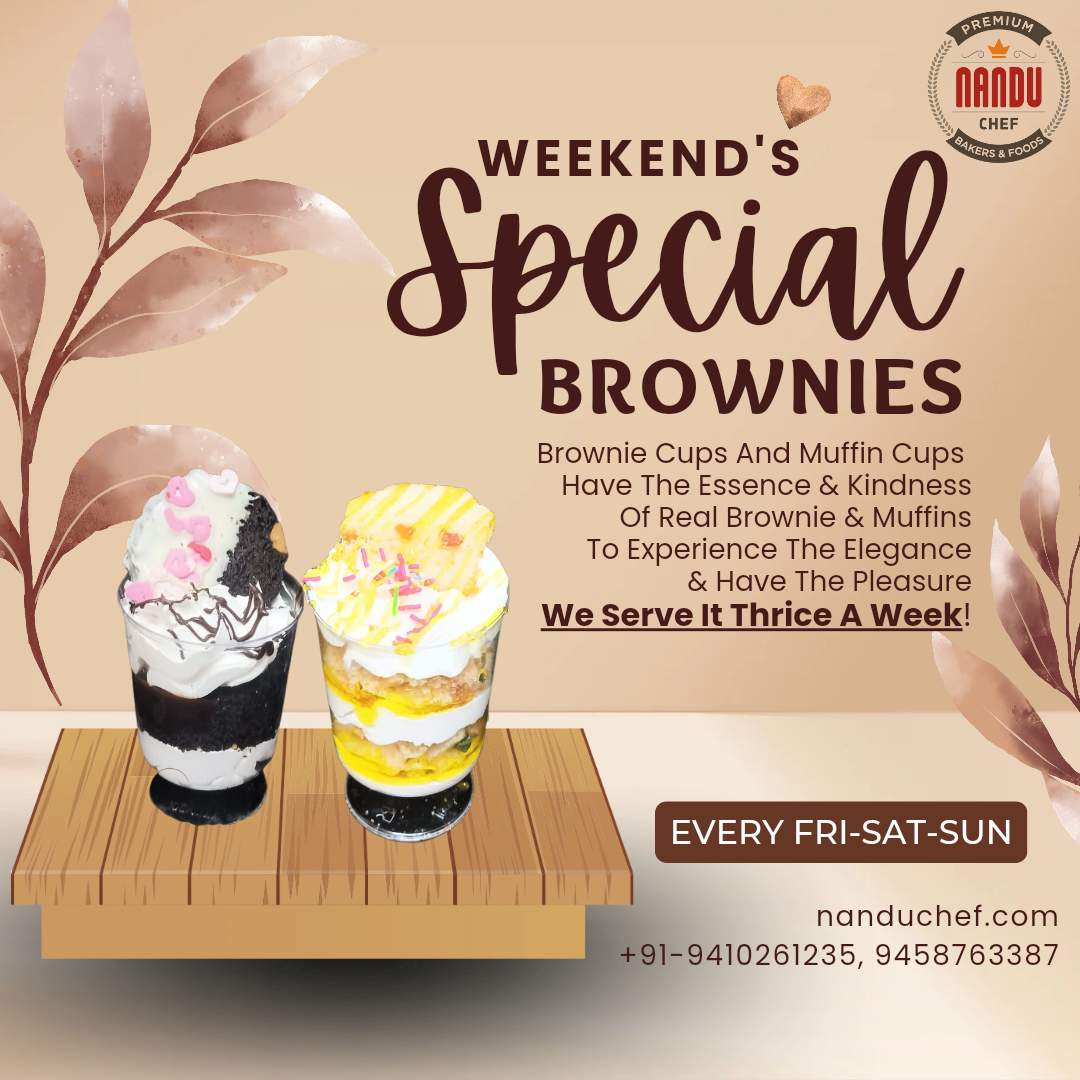 PREMIUM
NANDU
CHEF
BAKERS & FOODS
WEEKEND'S
Special
BROWNIES
Brownie Cups And Muffin Cups
Have The Essence & Kindness
Of Real Brownie & Muffins
To Experience The Elegance
& Have The Pleasure
We Serve It Thrice A Week!
EVERY FRI-SAT-SUN
nanduchef.com
+91-9410261235, 9458763387